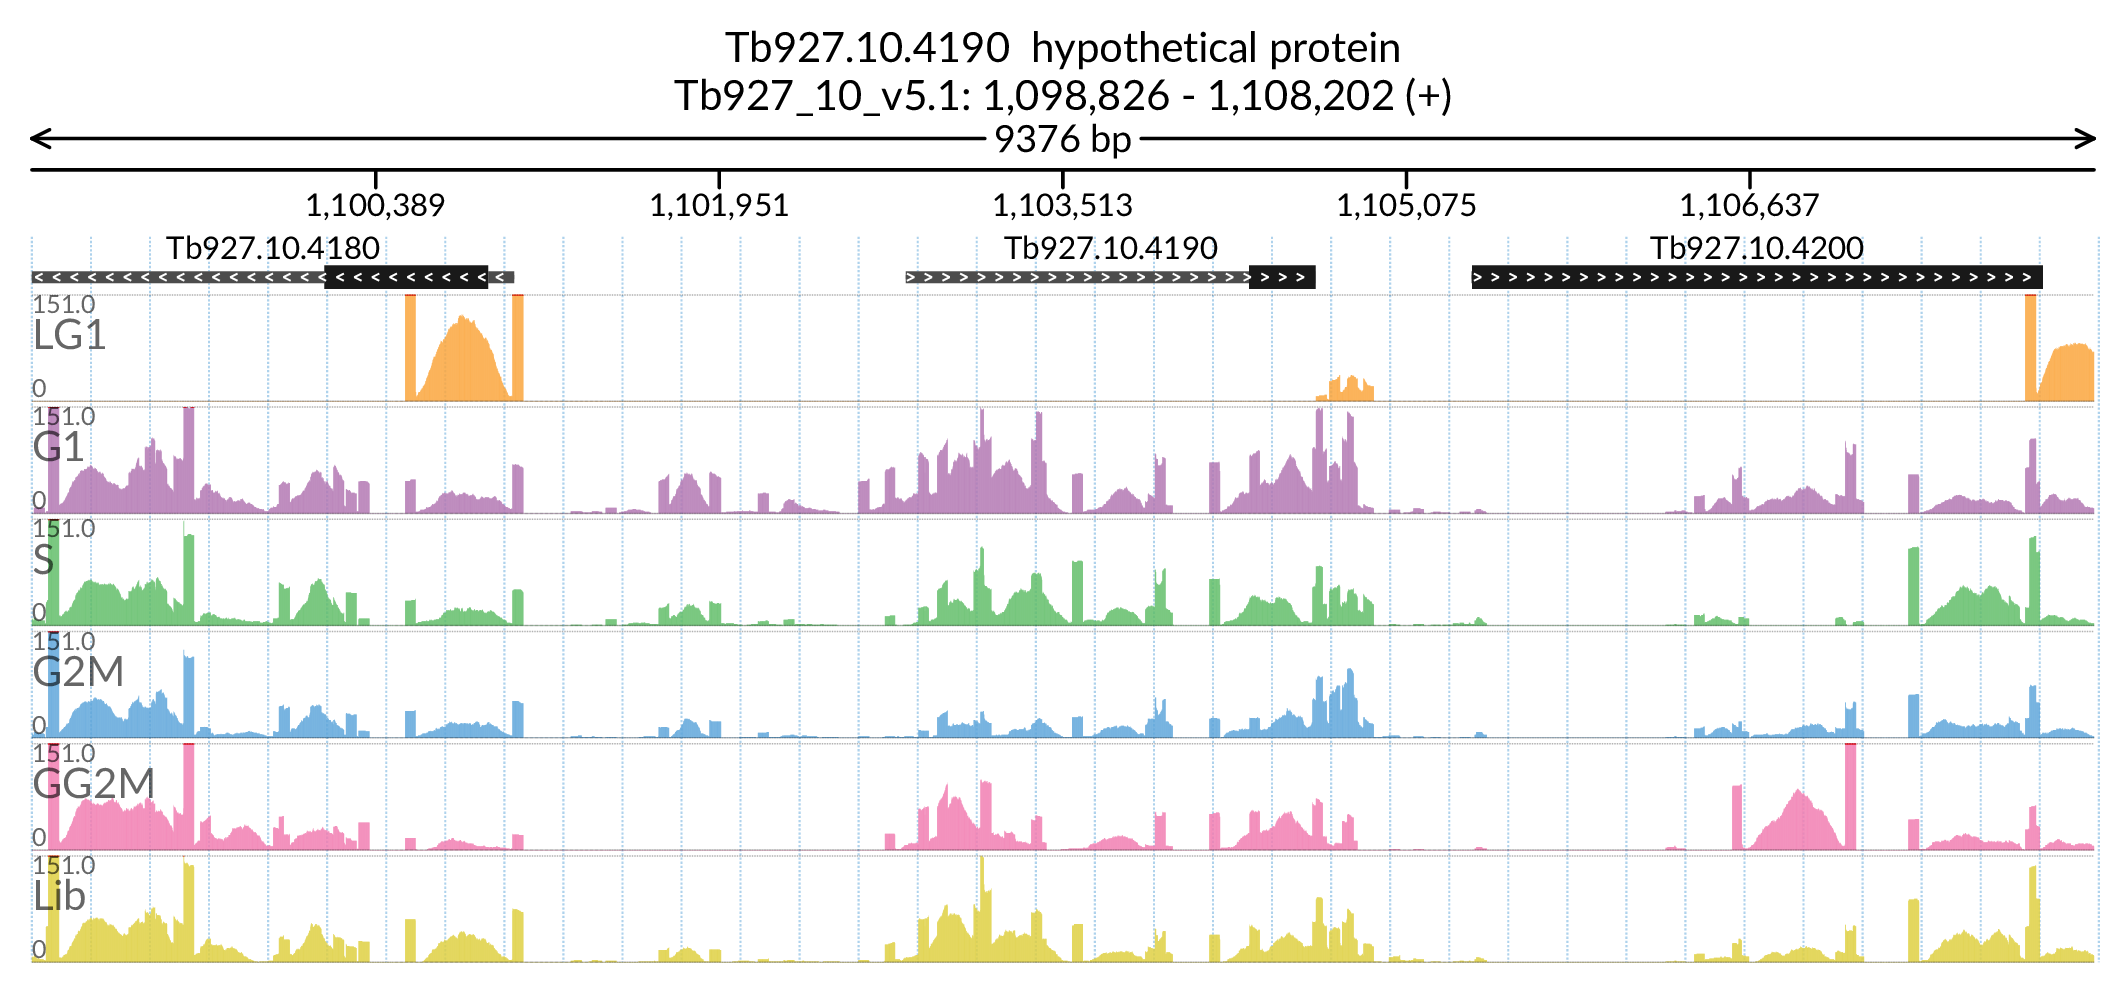 Tb927.10.4190  hypothetical protein
Tb927_10_v5.1: 1,098,826 - 1,108,202 (+)
9376 bp
1,100,389 1,101,951 1,103,513 1,105,075 1,106,637
Tb927.10.4180 Tb927.10.4190 Tb927.10.4200
151.0
LG1
0
151.0
G1
0
151.0
S
0
151.0
G2M
0
151.0
GG2M
0
151.0
Lib
0